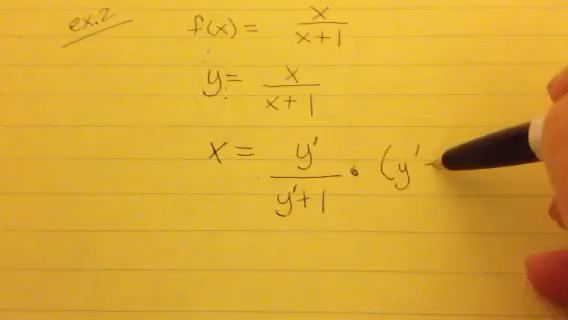 ex.2
f(x) = x/x+1
y = x/x+1
x = y'/y'+1 · (y'